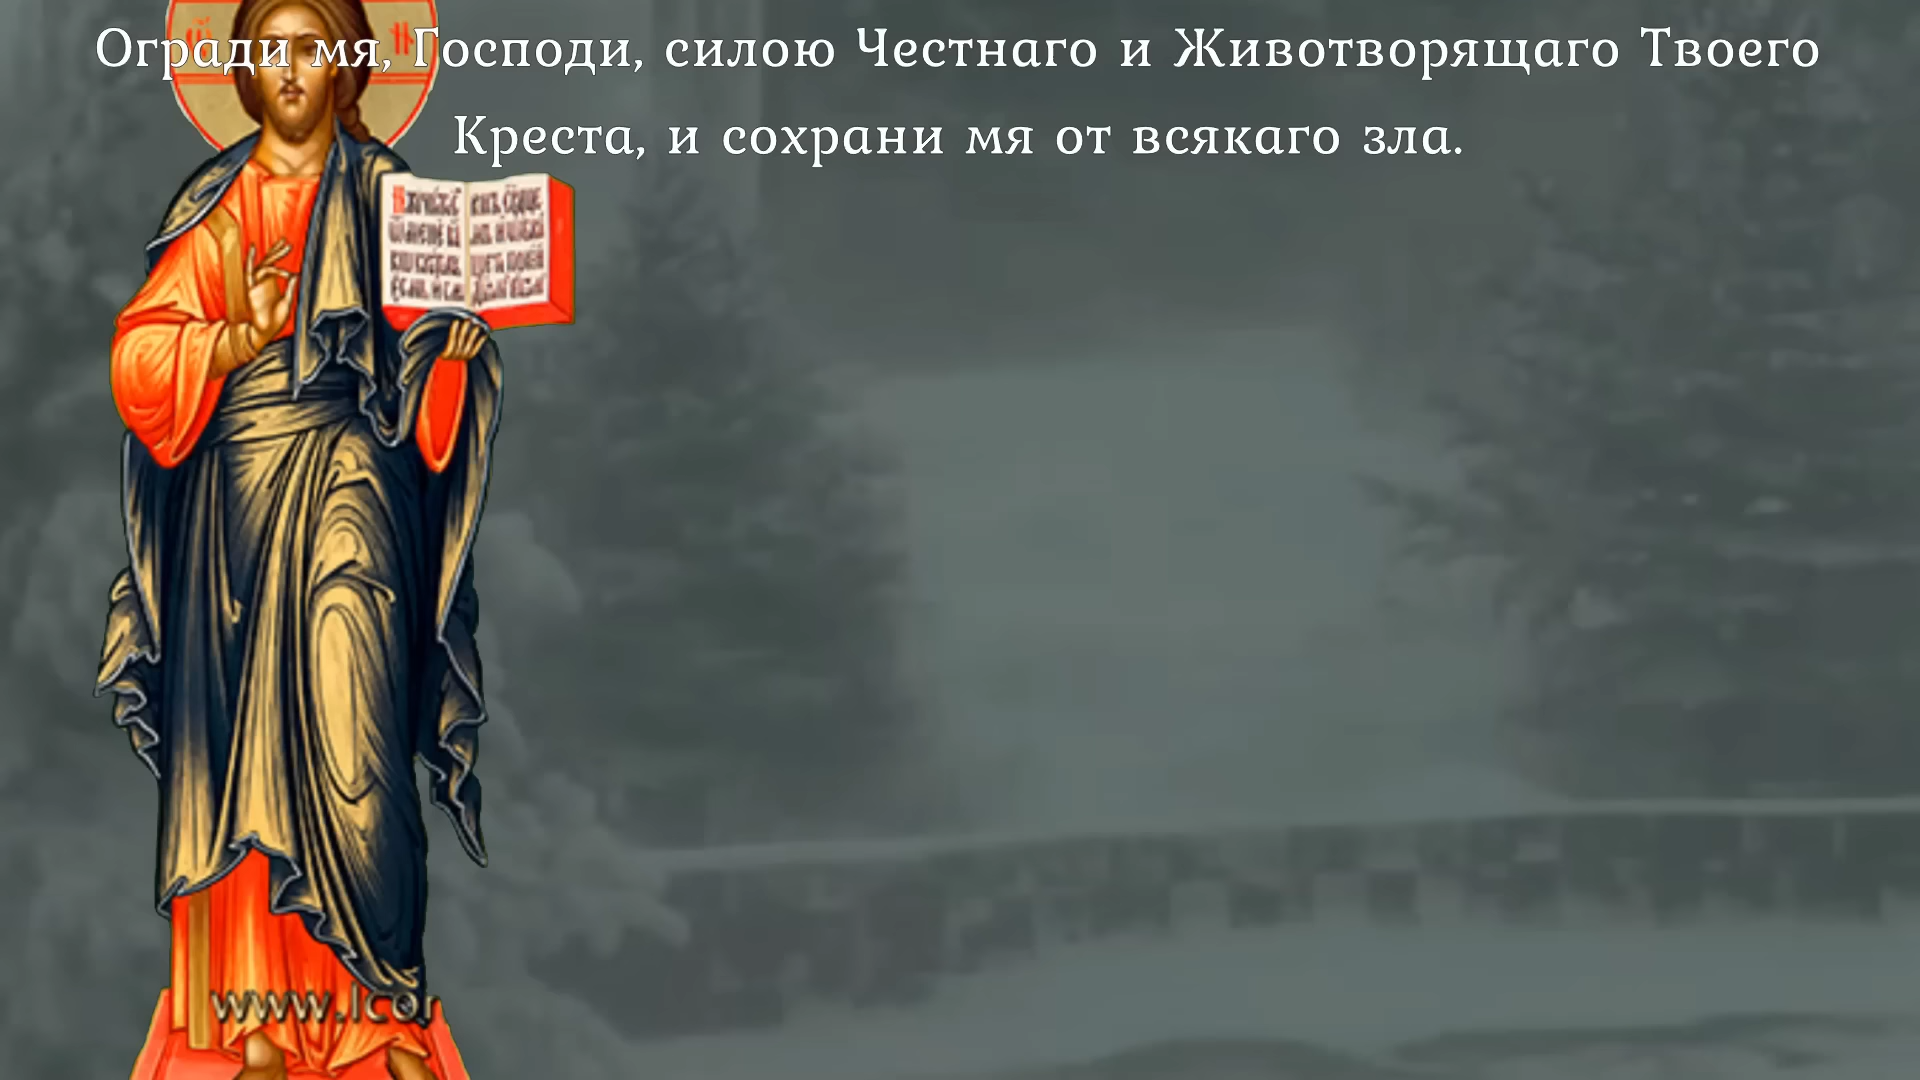 Огради мя, Господи, силою Честнаго и Животворящаго Твоего
Креста, и сохрани мя от всякаго зла.
www.Icon